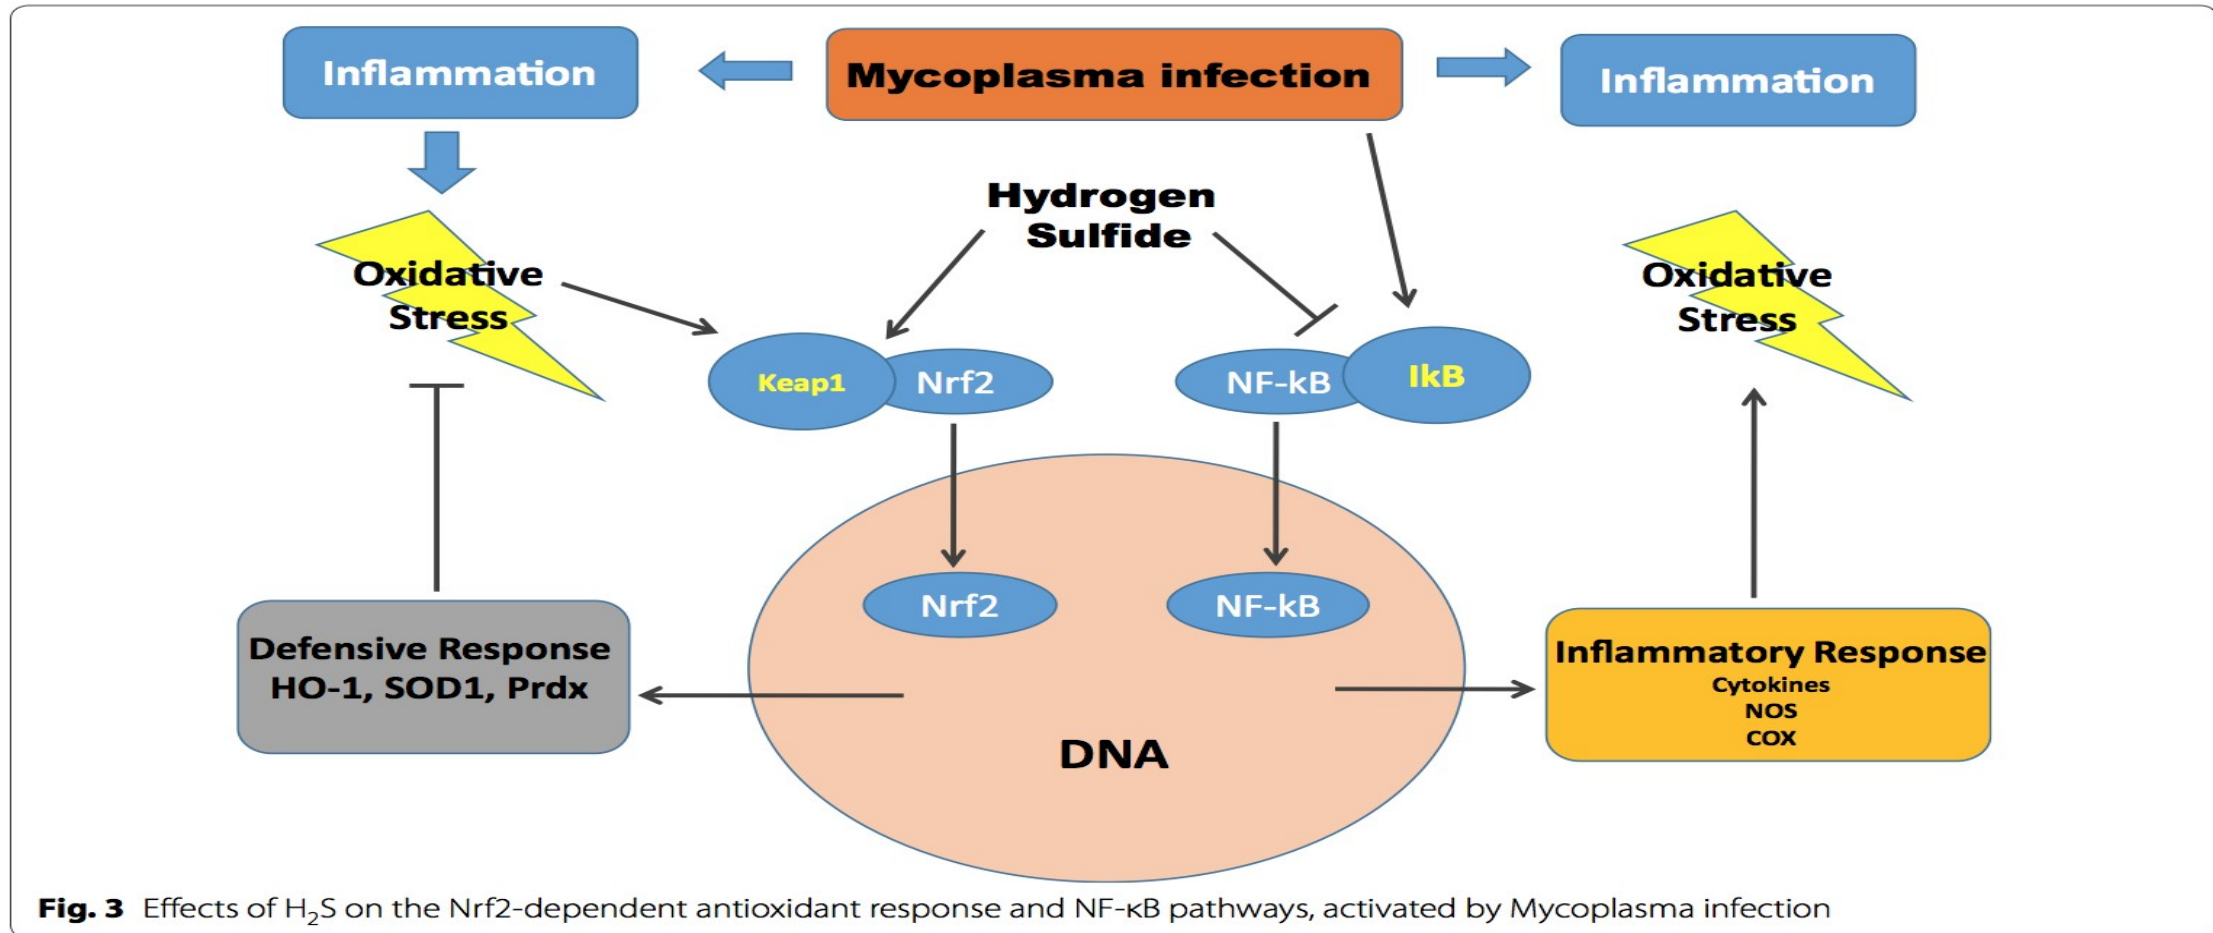 Inflammation
Mycoplasma infection
Inflammation
Hydrogen
Sulfide
Oxidative
Stress
Oxidative
Stress
Keap1
Nrf2
NF-kB
IkB
Nrf2
NF-kB
Defensive Response
HO-1, SOD1, Prdx
Inflammatory Response
Cytokines
NOS
COX
DNA
Fig. 3 Effects of H₂S on the Nrf2-dependent antioxidant response and NF-κB pathways, activated by Mycoplasma infection